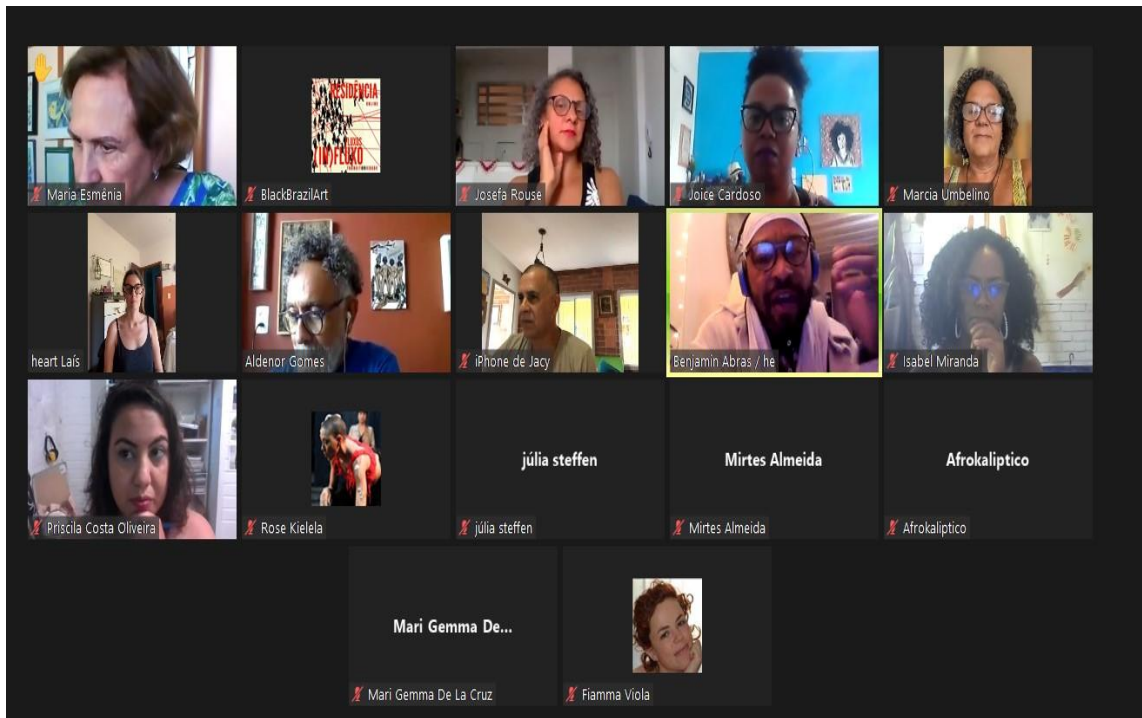 Maria Esmênia
RESIDÊNCIA
(IN)FLUXO
BlackBrazilArt
Josefa Rouse
Joice Cardoso
Marcia Umbelino
heart Laís
Aldenor Gomes
iPhone de Jacy
Benjamin Abras / he
Isabel Miranda
Priscila Costa Oliveira
Rose Kielela
júlia steffen
júlia steffen
Mirtes Almeida
Mirtes Almeida
Afrokaliptico
Afrokaliptico
Mari Gemma De...
Mari Gemma De La Cruz
Fiamma Viola